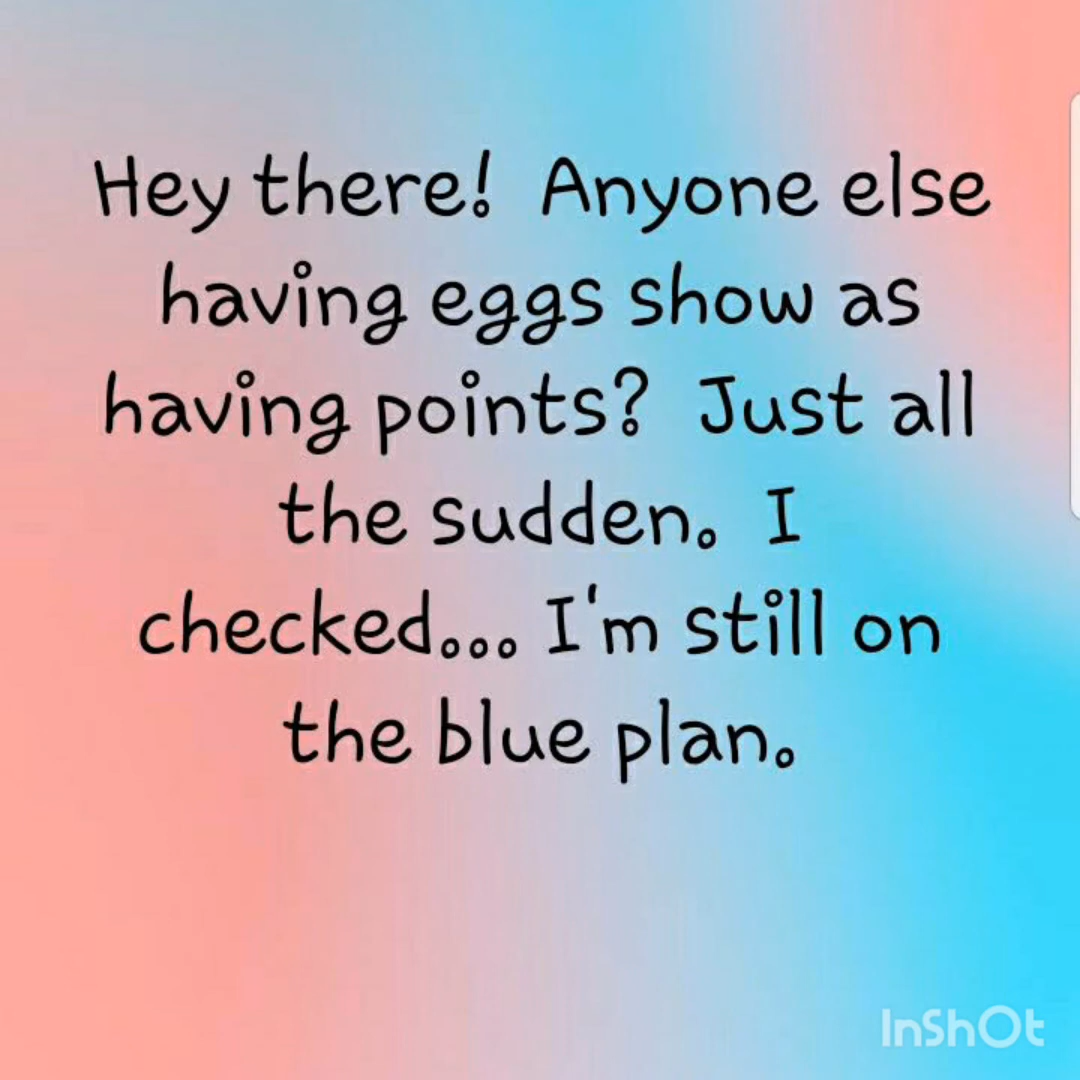 Hey there!  Anyone else
having eggs show as
having points?  Just all
the sudden.  I
checked... I'm still on
the blue plan.
InShOt